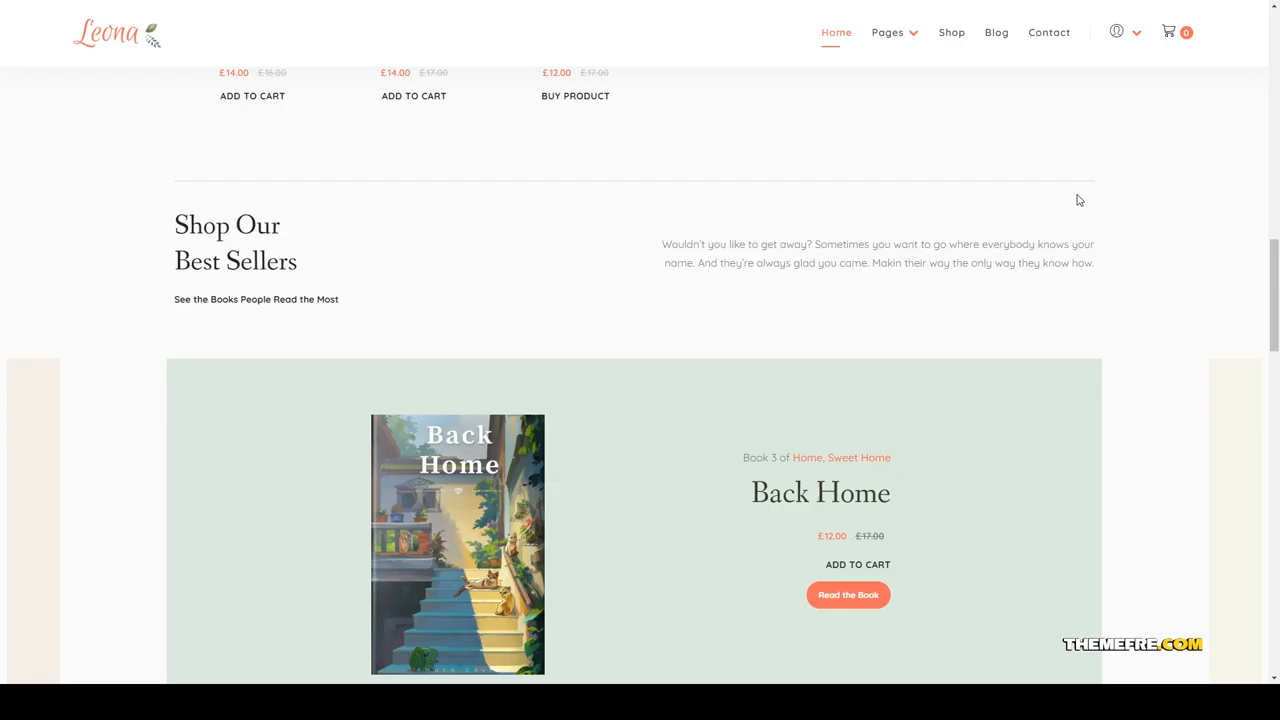 Leona
Home Pages Shop Blog Contact 0
£14.00 £16.00 £14.00 £17.00 £12.00 £17.00
ADD TO CART ADD TO CART BUY PRODUCT
Shop Our
Best Sellers
Wouldn't you like to get away? Sometimes you want to go where everybody knows your
name. And they're always glad you came. Makin their way the only way they know how.
See the Books People Read the Most
Back
Home
Book 3 of Home, Sweet Home
Back Home
£12.00 £17.00
ADD TO CART
Read the Book
THEMEFRE.COM